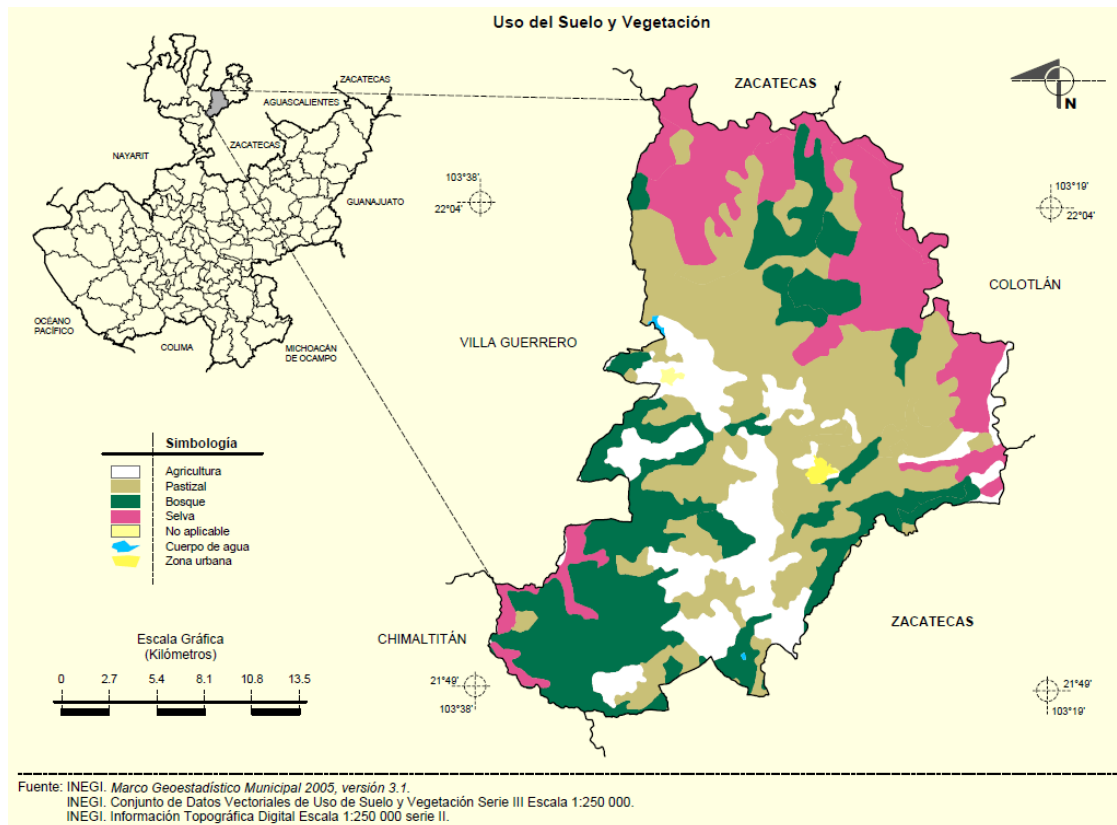 Uso del Suelo y Vegetación
ZACATECAS
AGUASCALIENTES
ZACATECAS
NAYARIT
GUANAJUATO
OCÉANO
PACÍFICO
COLIMA
MICHOACÁN
DE OCAMPO
ZACATECAS
N
103°38'
22°04'
103°19'
22°04'
COLOTLÁN
VILLA GUERRERO
Simbología
Agricultura
Pastizal
Bosque
Selva
No aplicable
Cuerpo de agua
Zona urbana
CHIMALTITÁN
ZACATECAS
Escala Gráfica
(Kilómetros)
0 2.7 5.4 8.1 10.8 13.5
21°49'
103°38'
21°49'
103°19'
Fuente: INEGI. Marco Geoestadístico Municipal 2005, versión 3.1.
INEGI. Conjunto de Datos Vectoriales de Uso de Suelo y Vegetación Serie III Escala 1:250 000.
INEGI. Información Topográfica Digital Escala 1:250 000 serie II.